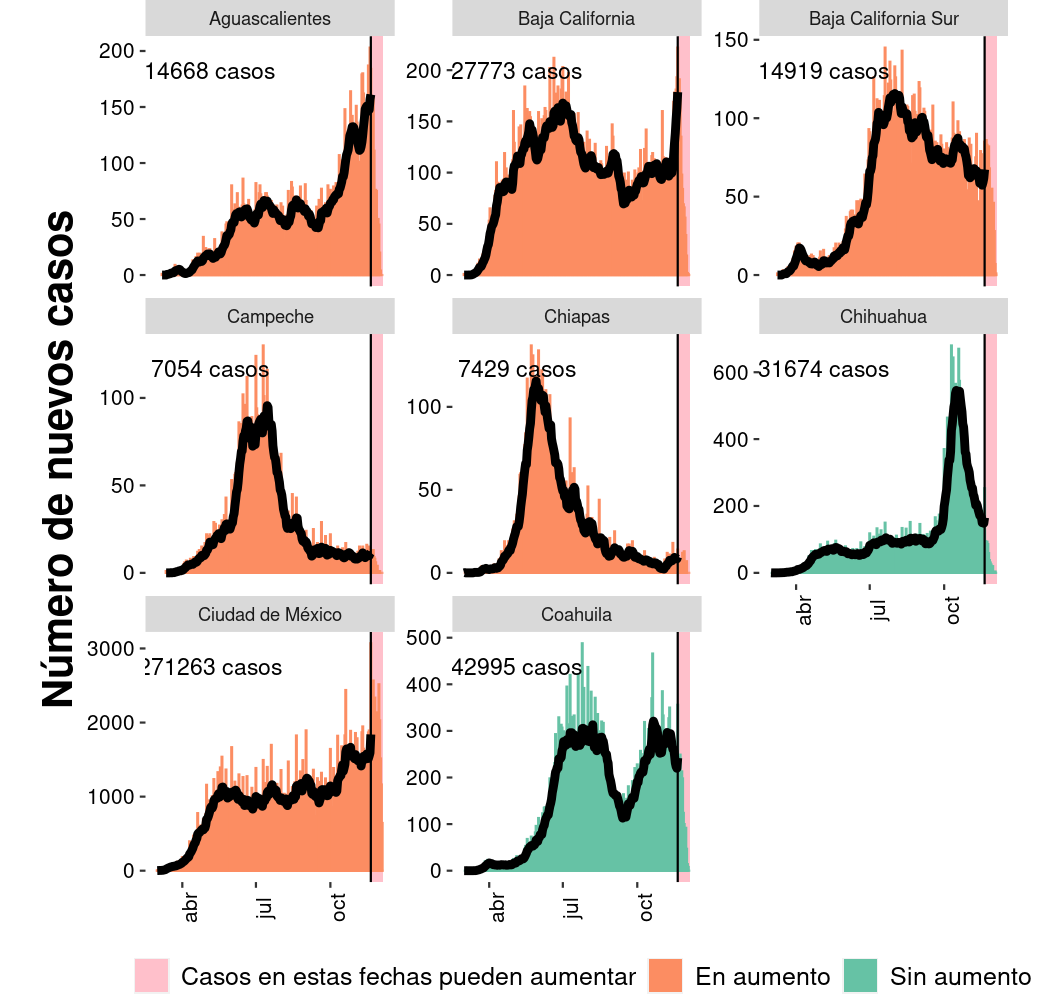 Número de nuevos casos
Aguascalientes
Baja California
Baja California Sur
200
150
100
50
0
14668 casos
200
150
100
50
0
27773 casos
150
100
50
0
14919 casos
Campeche
Chiapas
Chihuahua
100
50
0
7054 casos
100
50
0
7429 casos
600
400
200
0
31674 casos
abr
jul
oct
Ciudad de México
Coahuila
3000
2000
1000
0
271263 casos
abr
jul
oct
500
400
300
200
100
0
42995 casos
abr
jul
oct
Casos en estas fechas pueden aumentar
En aumento
Sin aumento